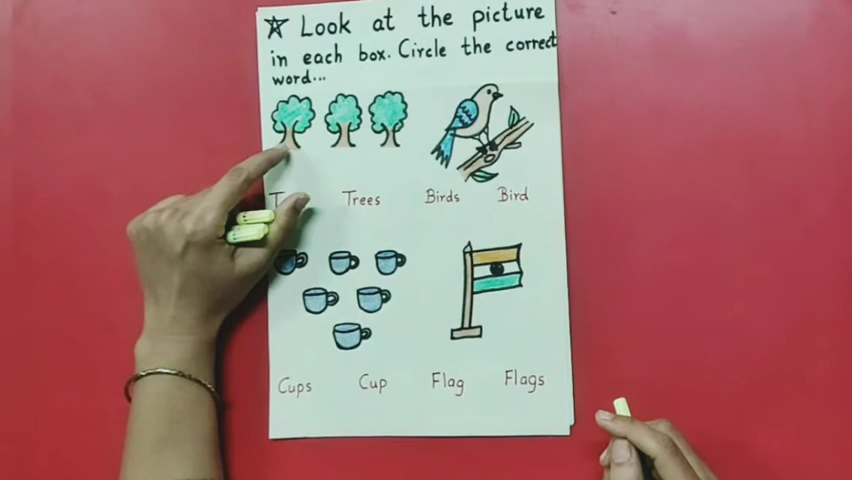 Look at the picture
in each box. Circle the correct
word...
Trees Birds Bird
Cups Cup Flag Flags